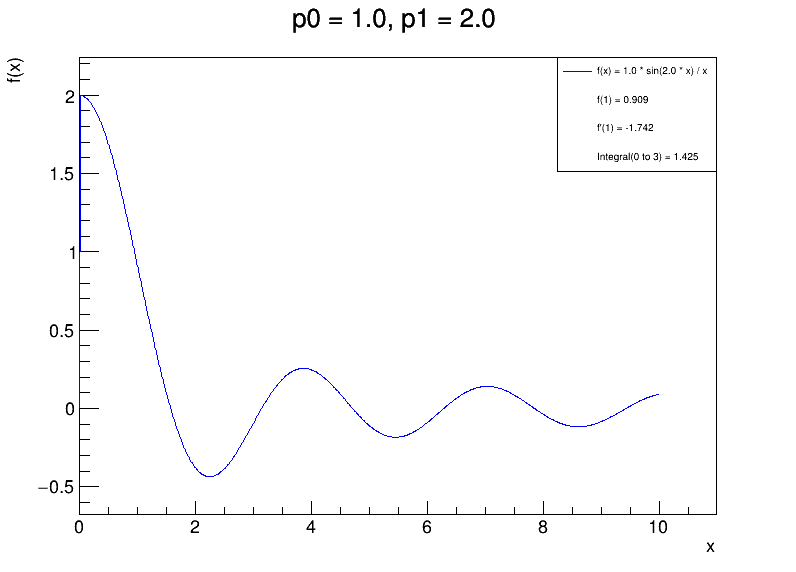 p0 = 1.0, p1 = 2.0
f(x)
f(x) = 1.0 * sin(2.0 * x) / x
f(1) = 0.909
f'(1) = -1.742
Integral(0 to 3) = 1.425
2
1.5
1
0.5
0
−0.5
0 2 4 6 8 10
x